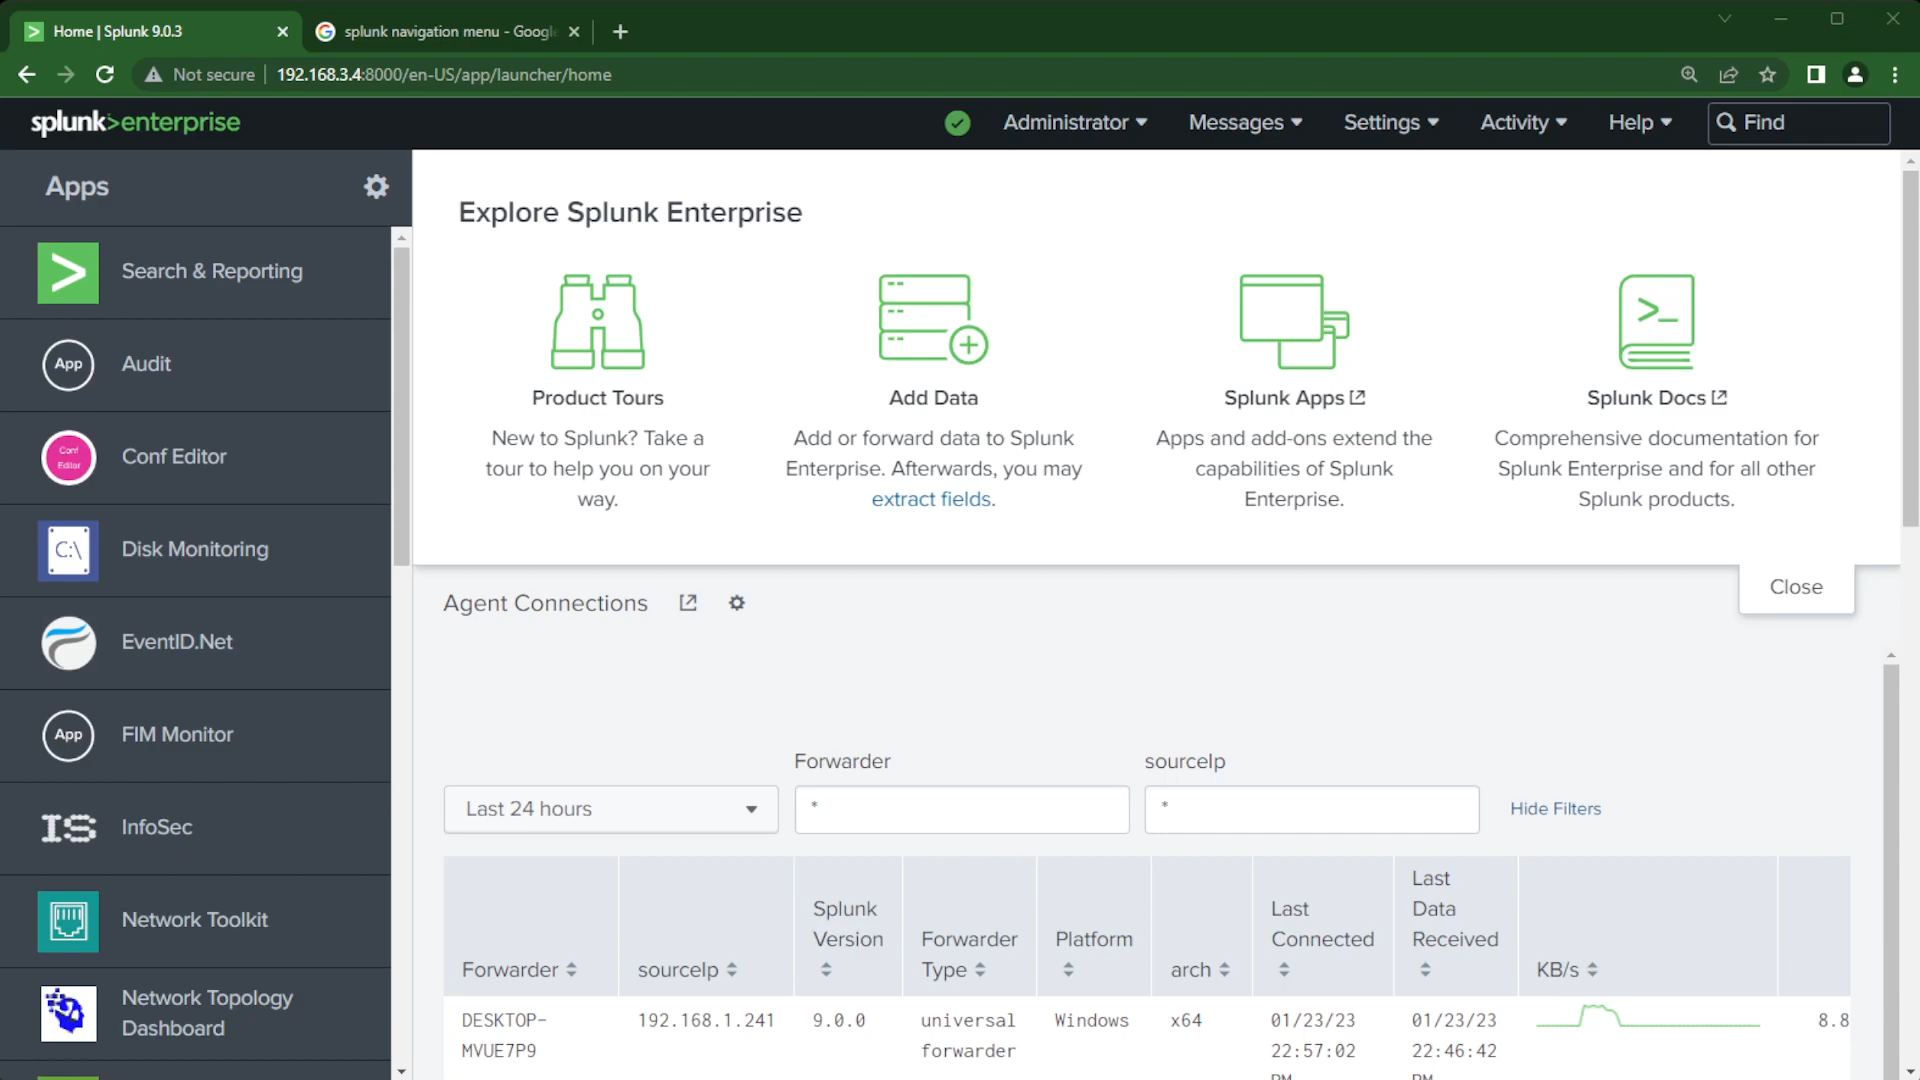 Home | Splunk 9.0.3
splunk navigation menu - Google
Not secure
192.168.3.4:8000/en-US/app/launcher/home
splunk>enterprise
Administrator
Messages
Settings
Activity
Help
Find
Apps
Search & Reporting
App
Audit
Conf
Editor
Conf Editor
C:\
Disk Monitoring
EventID.Net
App
FIM Monitor
IS
InfoSec
Network Toolkit
Network Topology
Dashboard
Explore Splunk Enterprise
Product Tours
New to Splunk? Take a
tour to help you on your
way.
Add Data
Add or forward data to Splunk
Enterprise. Afterwards, you may
extract fields.
Splunk Apps
Apps and add-ons extend the
capabilities of Splunk
Enterprise.
>_
Splunk Docs
Comprehensive documentation for
Splunk Enterprise and for all other
Splunk products.
Close
Agent Connections
Forwarder
sourceIp
Last 24 hours
*
*
Hide Filters
Forwarder
sourceIp
Splunk
Version
Forwarder
Type
Platform
arch
Last
Connected
Last
Data
Received
KB/s
DESKTOP-
MVUE7P9
192.168.1.241
9.0.0
universal
forwarder
Windows
x64
01/23/23
22:57:02
PM
01/23/23
22:46:42
PM
8.8